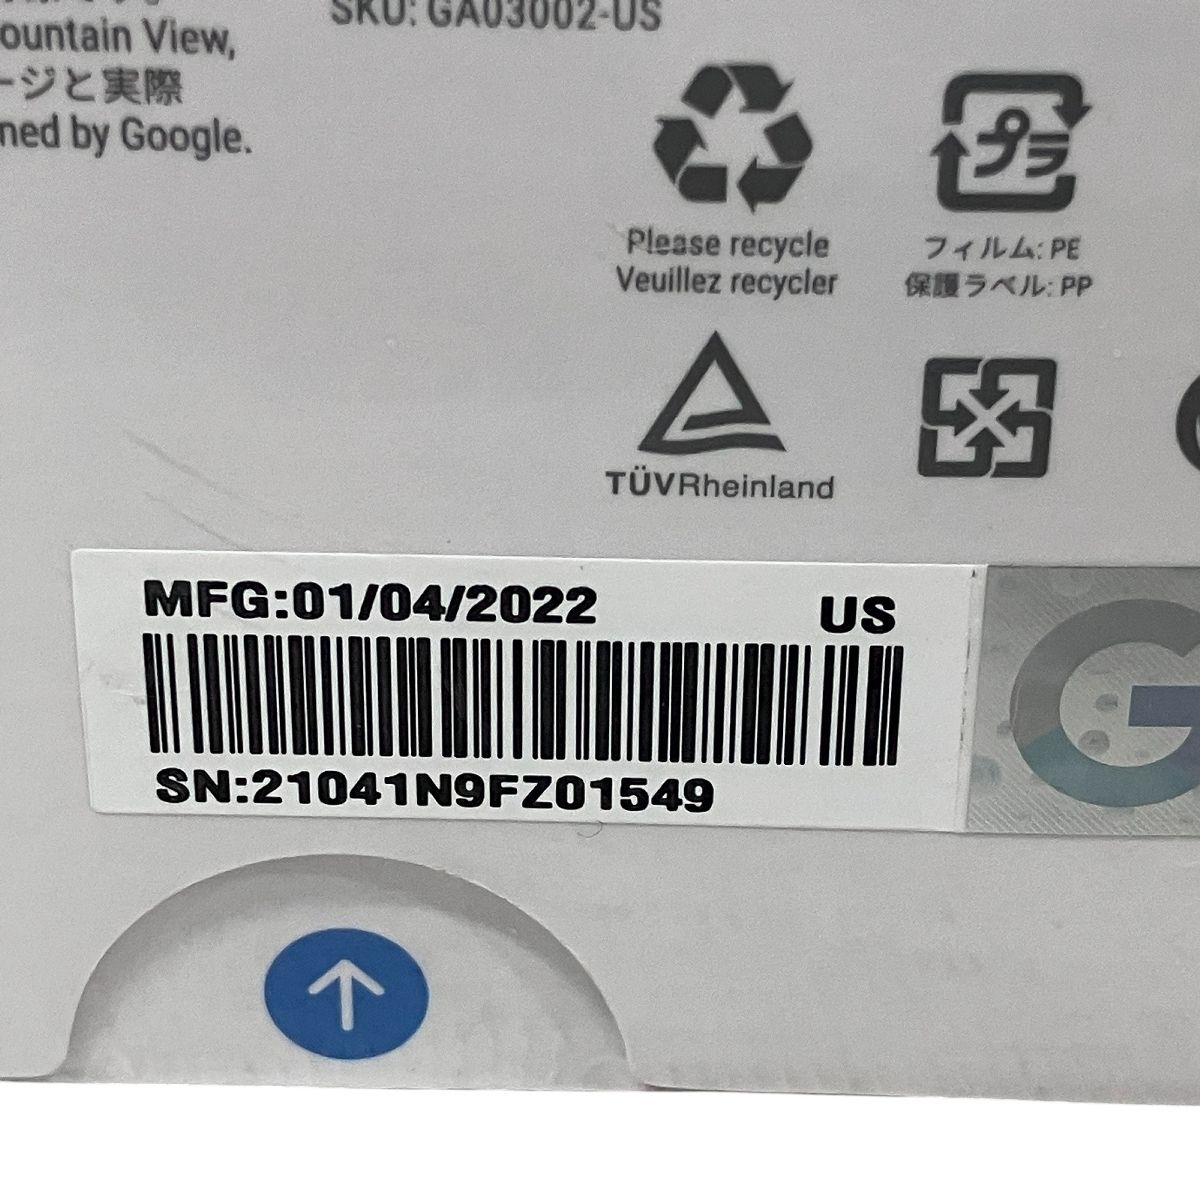 SKU: GA03002-US
ountain View,
ージと実際
ned by Google.
プラ
Please recycle
Veuillez recycler
フィルム: PE
保護ラベル: PP
TÜVRheinland
MFG:01/04/2022
US
SN:21041N9FZ01549
G